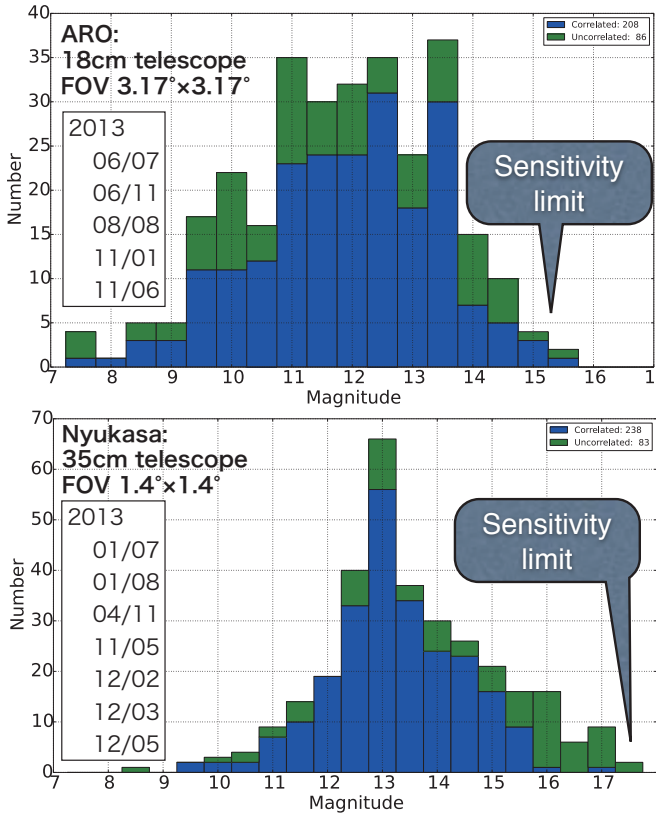 ARO:
18cm telescope
FOV 3.17°×3.17°
2013
06/07
06/11
08/08
11/01
11/06
Correlated: 208
Uncorrelated: 86
Sensitivity
limit
Number
40
35
30
25
20
15
10
5
0
7 8 9 10 11 12 13 14 15 16 1
Magnitude
Nyukasa:
35cm telescope
FOV 1.4°×1.4°
2013
01/07
01/08
04/11
11/05
12/02
12/03
12/05
Correlated: 238
Uncorrelated: 83
Sensitivity
limit
Number
70
60
50
40
30
20
10
0
7 8 9 10 11 12 13 14 15 16 17
Magnitude